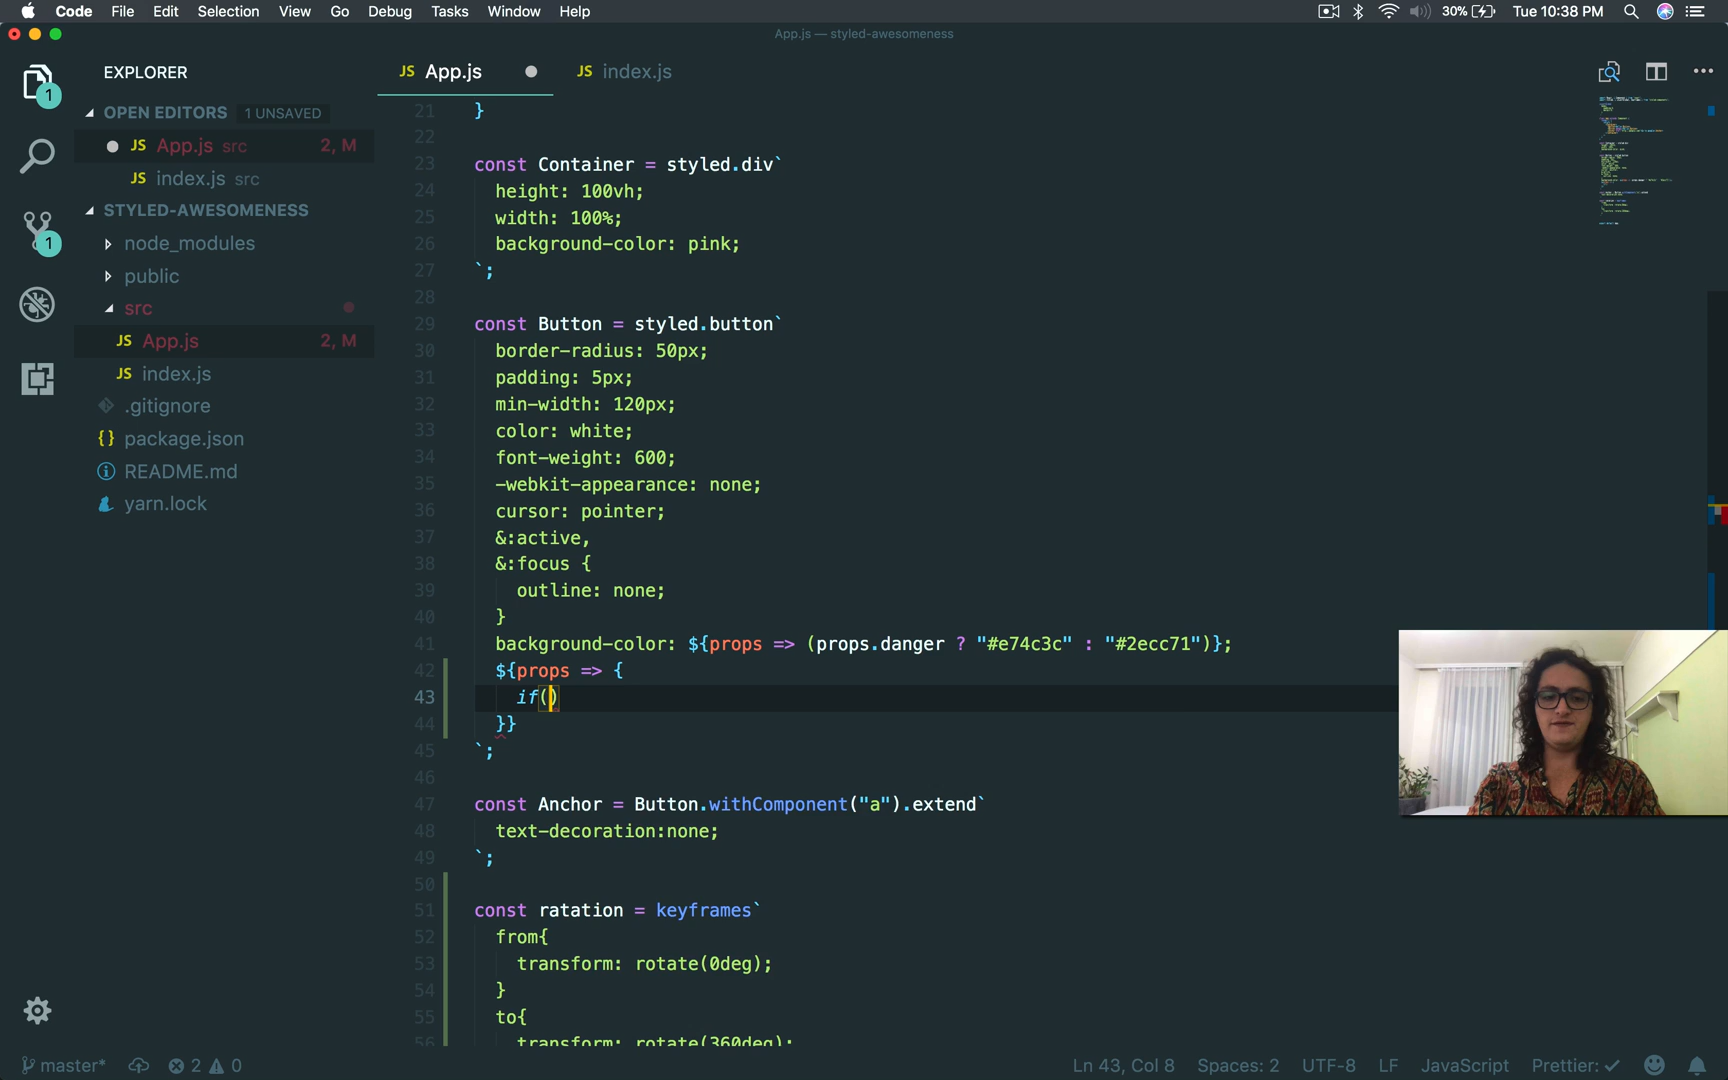 Code File Edit Selection View Go Debug Tasks Window Help 30% Tue 10:38 PM
App.js — styled-awesomeness
EXPLORER
OPEN EDITORS 1 UNSAVED
App.js src 2, M
JS index.js src
STYLED-AWESOMENESS
node_modules
public
src
JS App.js 2, M
JS index.js
.gitignore
{} package.json
README.md
yarn.lock
1
1
JS App.js JS index.js
21 }
22
23 const Container = styled.div`
24 height: 100vh;
25 width: 100%;
26 background-color: pink;
27 `;
28
29 const Button = styled.button`
30 border-radius: 50px;
31 padding: 5px;
32 min-width: 120px;
33 color: white;
34 font-weight: 600;
35 -webkit-appearance: none;
36 cursor: pointer;
37 &:active,
38 &:focus {
39 outline: none;
40 }
41 background-color: ${props => (props.danger ? "#e74c3c" : "#2ecc71")};
42 ${props => {
43 if()
44 }}
45 `;
46
47 const Anchor = Button.withComponent("a").extend`
48 text-decoration:none;
49 `;
50
51 const ratation = keyframes`
52 from{
53 transform: rotate(0deg);
54 }
55 to{
56 transform: rotate(360deg);
master* 2 0 Ln 43, Col 8 Spaces: 2 UTF-8 LF JavaScript Prettier: ✓